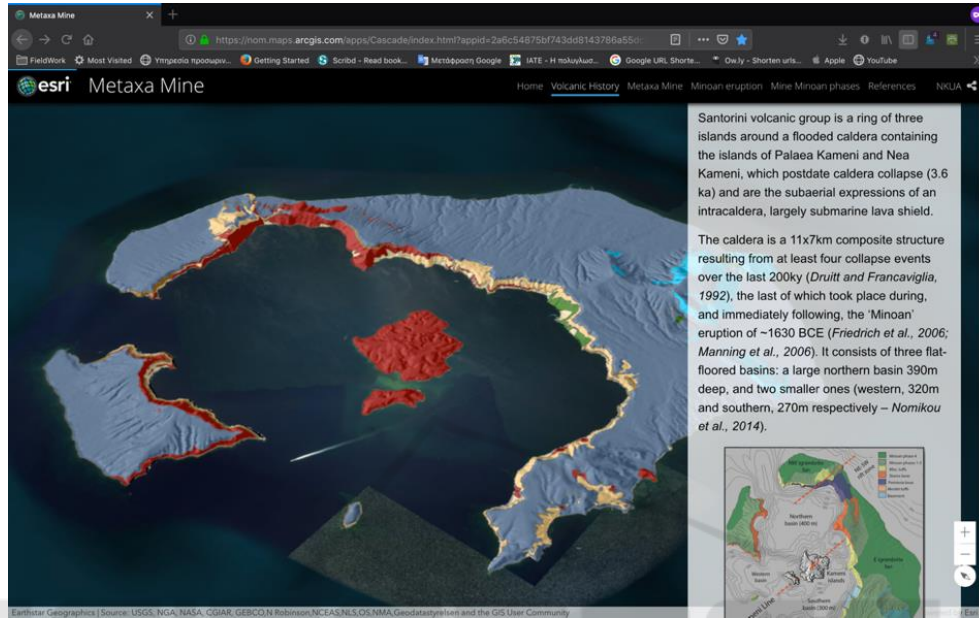 Metaxa Mine
https://nom.maps.arcgis.com/apps/Cascade/index.html?appid=2a6c54875bf743dd8143786a55d
FieldWork Most Visited Υπηρεσία προσωριν... Getting Started Scribd - Read book... Μετάφραση Google IATE - Η πολυγλωσ... Google URL Shorte... Ow.ly - Shorten urls... Apple YouTube
esri Metaxa Mine Home Volcanic History Metaxa Mine Minoan eruption Mine Minoan phases References NKUA
Santorini volcanic group is a ring of three
islands around a flooded caldera containing
the islands of Palaea Kameni and Nea
Kameni, which postdate caldera collapse (3.6
ka) and are the subaerial expressions of an
intracaldera, largely submarine lava shield.
The caldera is a 11x7km composite structure
resulting from at least four collapse events
over the last 200ky (Druitt and Francaviglia,
1992), the last of which took place during,
and immediately following, the ‘Minoan’
eruption of ~1630 BCE (Friedrich et al., 2006;
Manning et al., 2006). It consists of three flat-
floored basins: a large northern basin 390m
deep, and two smaller ones (western, 320m
and southern, 270m respectively – Nomikou
et al., 2014).
Northern
basin (400 m)
Western
basin
Kameni
islands
Southern
basin (300 m)
Earthstar Geographics | Source: USGS, NGA, NASA, CGIAR, GEBCO,N Robinson,NCEAS,NLS,OS,NMA,Geodatastyrelsen and the GIS User Community